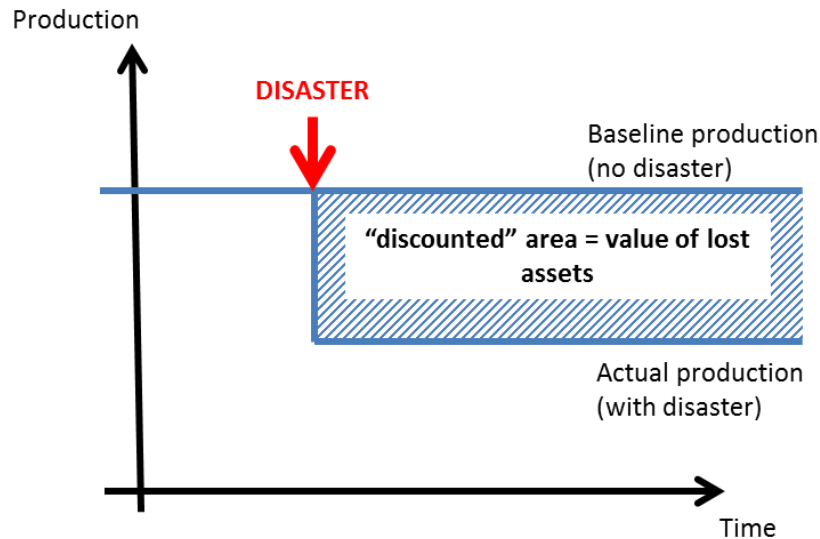 Production
DISASTER
Baseline production
(no disaster)
“discounted” area = value of lost
assets
Actual production
(with disaster)
Time